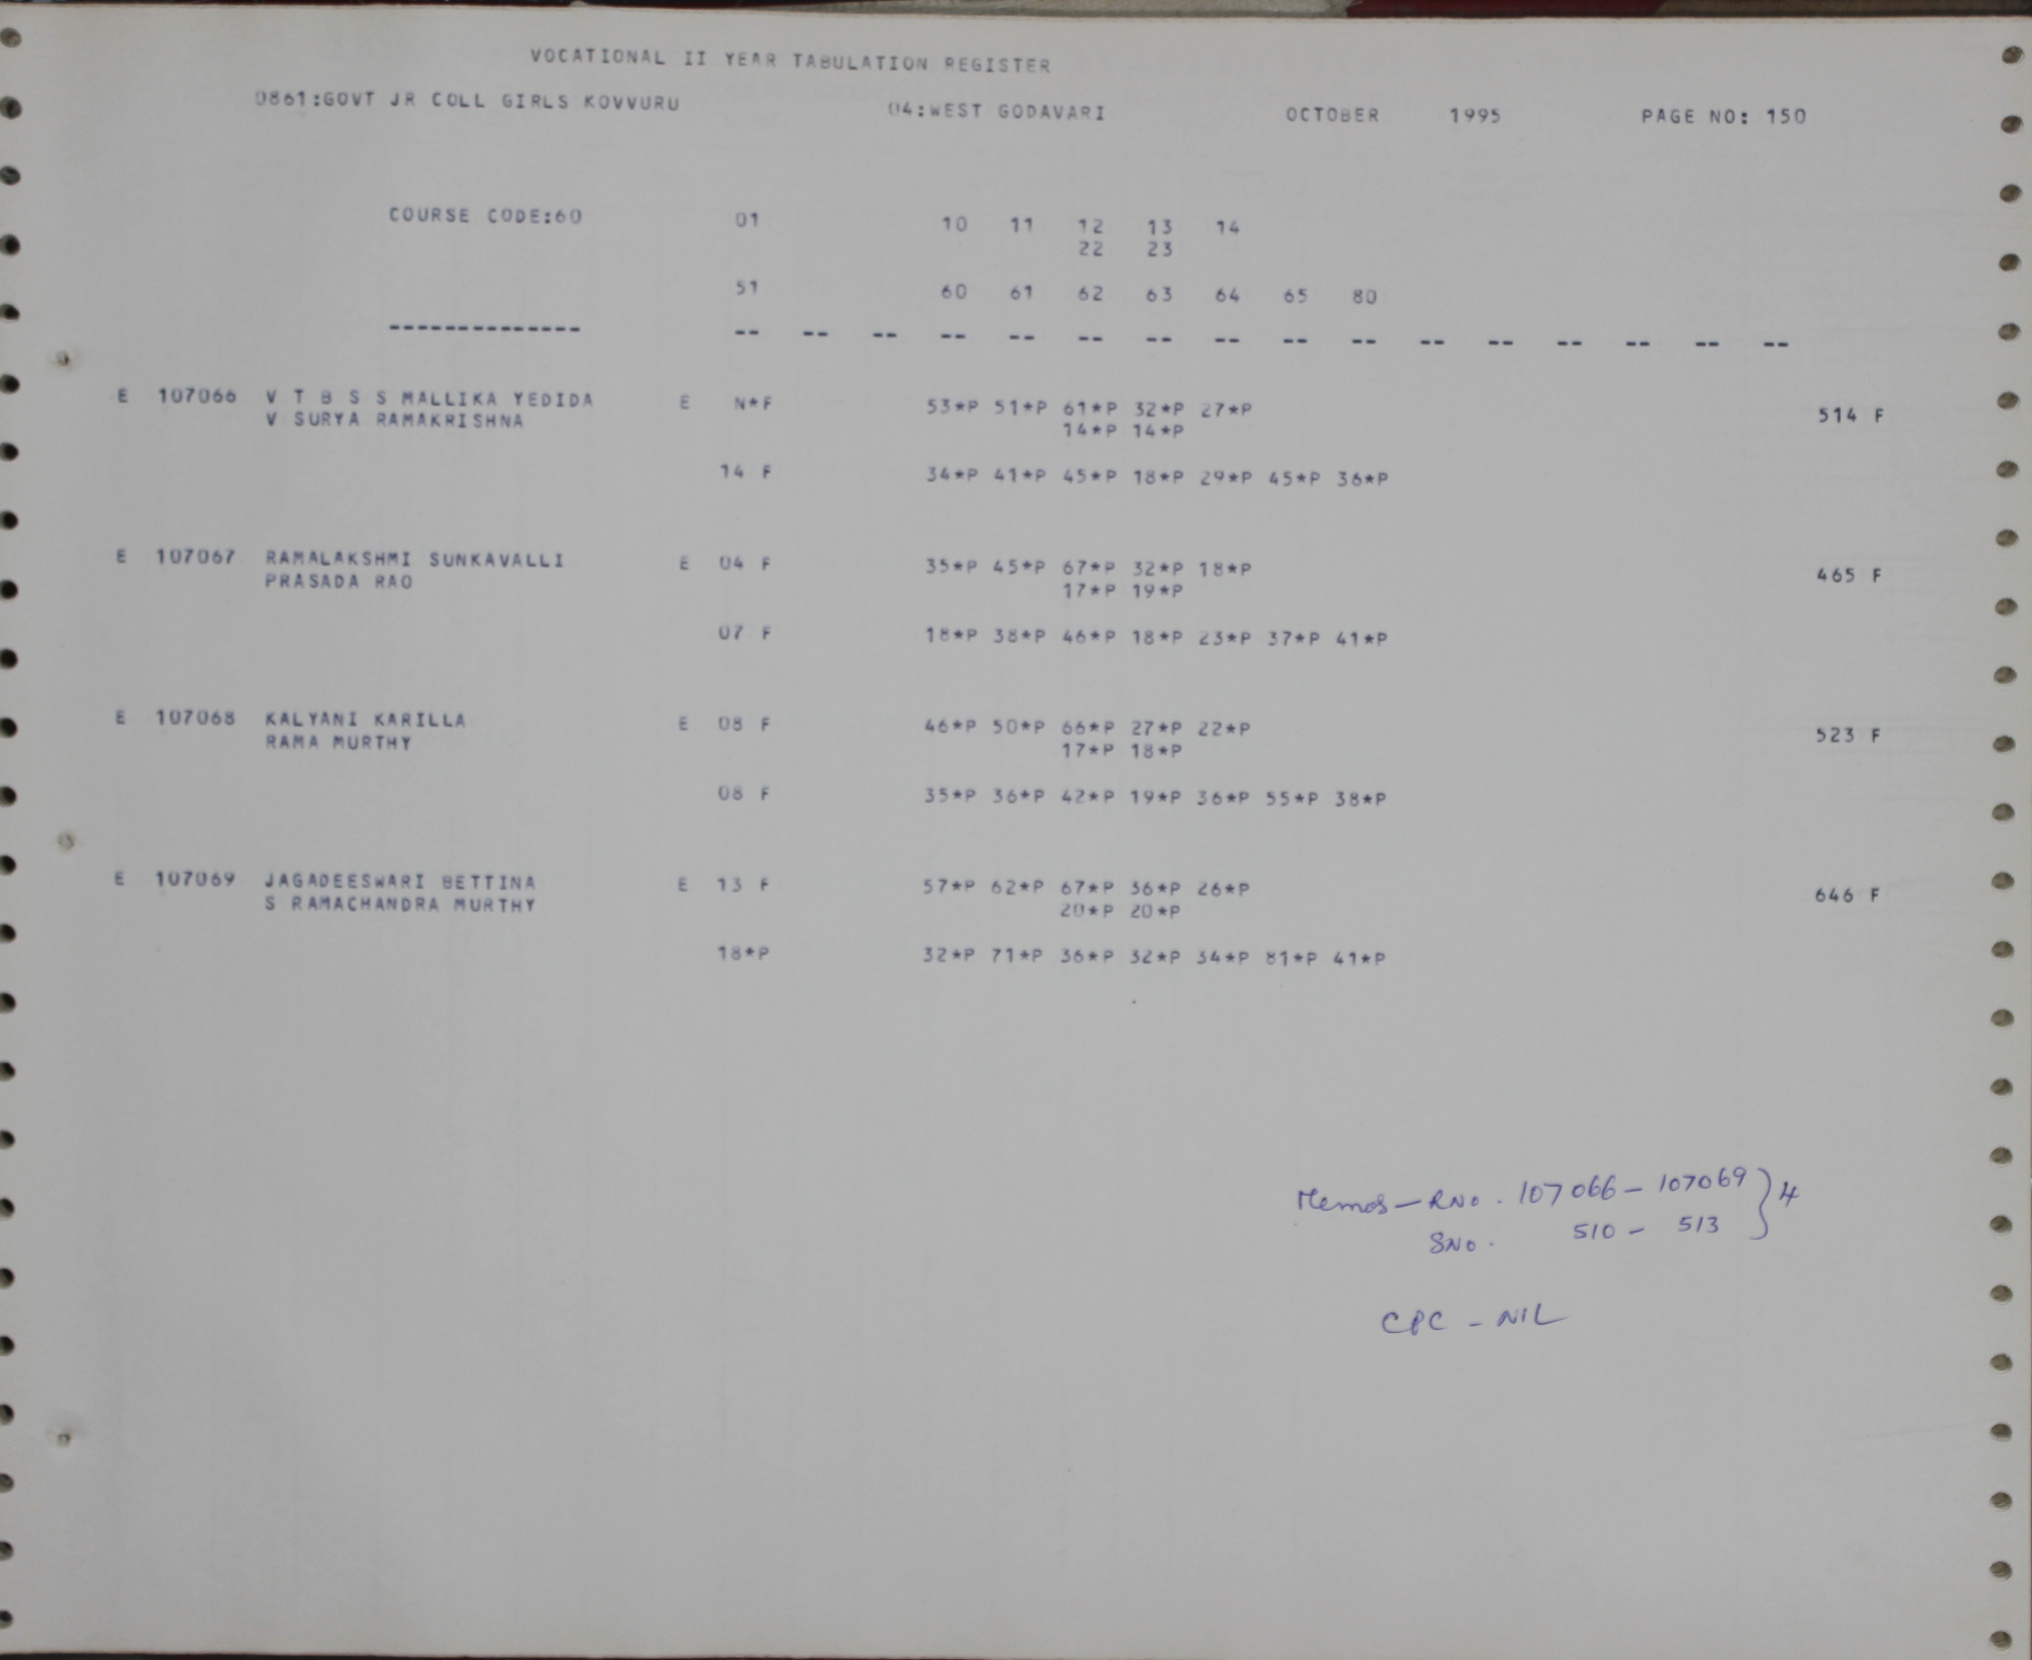 VOCATIONAL II YEAR TABULATION REGISTER
0861:GOVT JR COLL GIRLS KOVVURU 04:WEST GODAVARI OCTOBER 1995 PAGE NO: 150
COURSE CODE:60 01 10 11 12 13 14
22 23
51 60 61 62 63 64 65 80
-------------- -- -- -- -- -- -- -- -- -- -- -- -- -- -- -- --
E 107066 V T B S S MALLIKA YEDIDA E N*F 53*P 51*P 61*P 32*P 27*P 514 F
V SURYA RAMAKRISHNA 14*P 14*P
14 F 34*P 41*P 45*P 18*P 29*P 45*P 36*P
E 107067 RAMALAKSHMI SUNKAVALLI E 04 F 35*P 45*P 67*P 32*P 18*P 465 F
PRASADA RAO 17*P 19*P
07 F 18*P 38*P 46*P 18*P 23*P 37*P 41*P
E 107068 KALYANI KARILLA E 08 F 46*P 50*P 66*P 27*P 22*P 523 F
RAMA MURTHY 17*P 18*P
08 F 35*P 36*P 42*P 19*P 36*P 55*P 38*P
E 107069 JAGADEESWARI BETTINA E 13 F 57*P 62*P 67*P 36*P 26*P 646 F
S RAMACHANDRA MURTHY 20*P 20*P
18*P 32*P 71*P 36*P 32*P 34*P 81*P 41*P
Memos - RNo. 107066 - 107069 } 4
SNo. 510 - 513
CPC - NIL